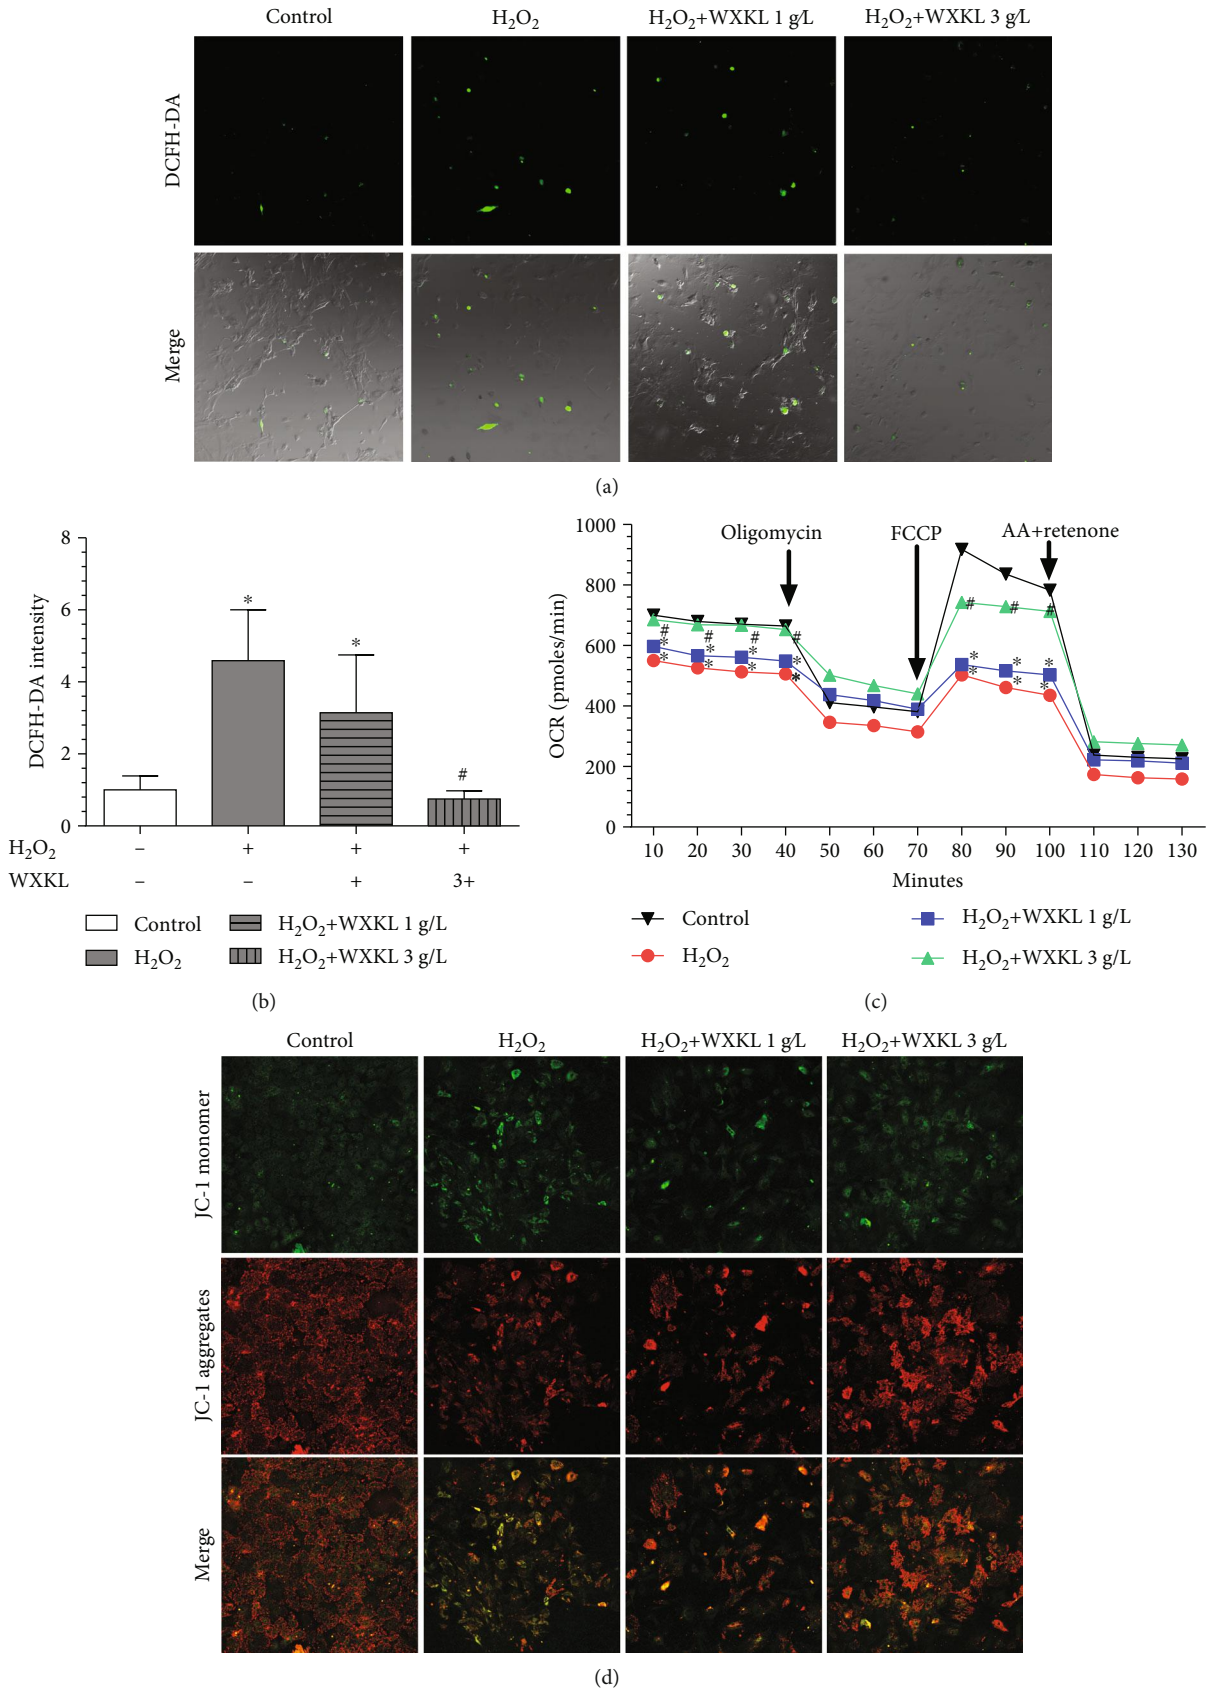 Control H₂O₂ H₂O₂+WXKL 1 g/L H₂O₂+WXKL 3 g/L
DCFH-DA
Merge
(a)
DCFH-DA intensity
8
6
4
2
0
* * #
H₂O₂ – + + +
WXKL – – + 3+
Control
H₂O₂
H₂O₂+WXKL 1 g/L
H₂O₂+WXKL 3 g/L
(b)
OCR (pmoles/min)
1000
800
600
400
200
0
Oligomycin FCCP AA+retenone
# # # # # # #
* * * * * * *
* * * * * * *
10 20 30 40 50 60 70 80 90 100 110 120 130
Minutes
Control
H₂O₂
H₂O₂+WXKL 1 g/L
H₂O₂+WXKL 3 g/L
(c)
Control H₂O₂ H₂O₂+WXKL 1 g/L H₂O₂+WXKL 3 g/L
JC-1 monomer
JC-1 aggregates
Merge
(d)